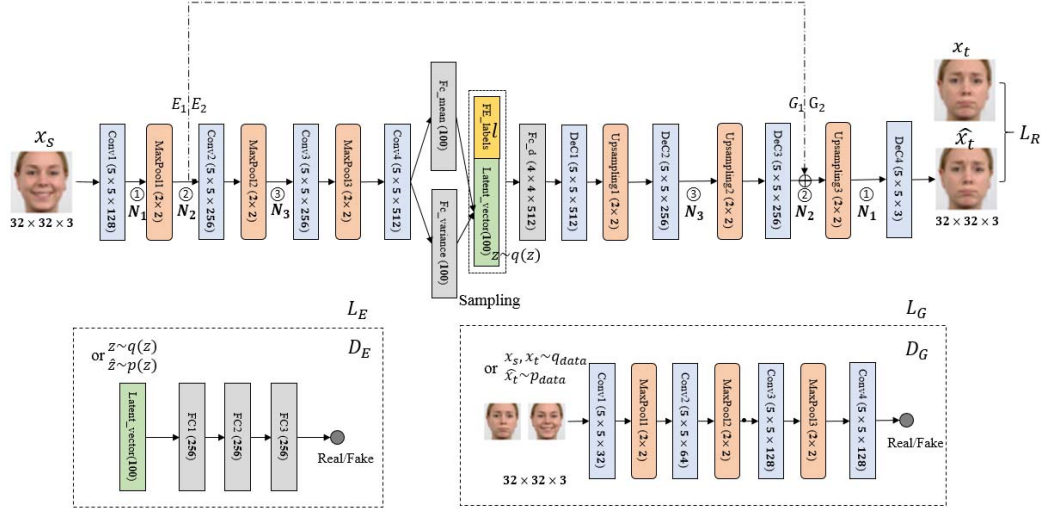 x_s
32 × 32 × 3
Conv1 (5 × 5 × 128)
① N_1
MaxPool1 (2 × 2)
E_1 E_2
② N_2
Conv2 (5 × 5 × 256)
MaxPool2 (2 × 2)
③ N_3
Conv3 (5 × 5 × 256)
MaxPool3 (2 × 2)
Conv4 (5 × 5 × 512)
Fc_mean (100)
Fc_variance (100)
Sampling
FE_labels l
Latent_vector(100)
z~q(z)
Fc_d (4 × 4 × 512)
DeC1 (5 × 5 × 512)
Upsampling1 (2 × 2)
DeC2 (5 × 5 × 256)
③ N_3
Upsampling2 (2 × 2)
DeC3 (5 × 5 × 256)
G_1 G_2
⊕
② N_2
Upsampling3 (2 × 2)
① N_1
DeC4 (5 × 5 × 3)
x_t
x̂_t
32 × 32 × 3
L_R
L_E
D_E
or z~q(z)
ẑ~p(z)
Latent_vector(100)
FC1 (256)
FC2 (256)
FC3 (256)
Real/Fake
L_G
D_G
or x_s, x_t~q_data
x̂_t~p_data
32 × 32 × 3
Conv1 (5 × 5 × 32)
MaxPool1 (2 × 2)
Conv2 (5 × 5 × 64)
MaxPool2 (2 × 2)
Conv3 (5 × 5 × 128)
MaxPool3 (2 × 2)
Conv4 (5 × 5 × 128)
Real/Fake